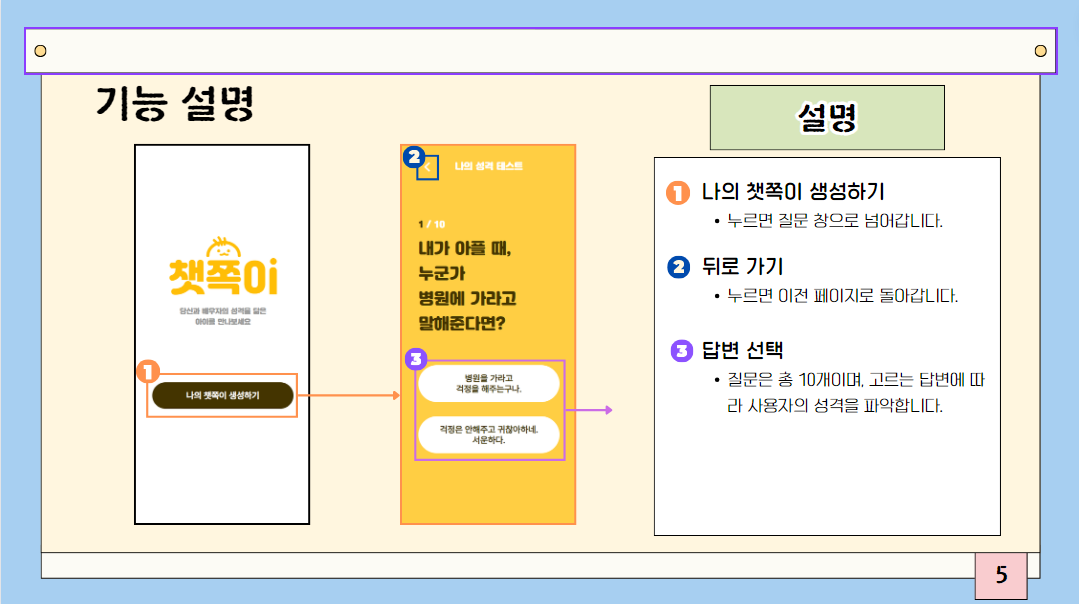 기능 설명
챗쪽이
당신과 배우자의 성격을 닮은
아이를 만나보세요
1
나의 챗쪽이 생성하기
2
<
나의 성격 테스트
1 / 10
내가 아플 때,
누군가
병원에 가라고
말해준다면?
3
병원을 가라고
걱정을 해주는구나.
걱정은 안해주고 귀찮아하네.
서운하다.
설명
1 나의 챗쪽이 생성하기
• 누르면 질문 창으로 넘어갑니다.
2 뒤로 가기
• 누르면 이전 페이지로 돌아갑니다.
3 답변 선택
• 질문은 총 10개이며, 고르는 답변에 따
라 사용자의 성격을 파악합니다.
5